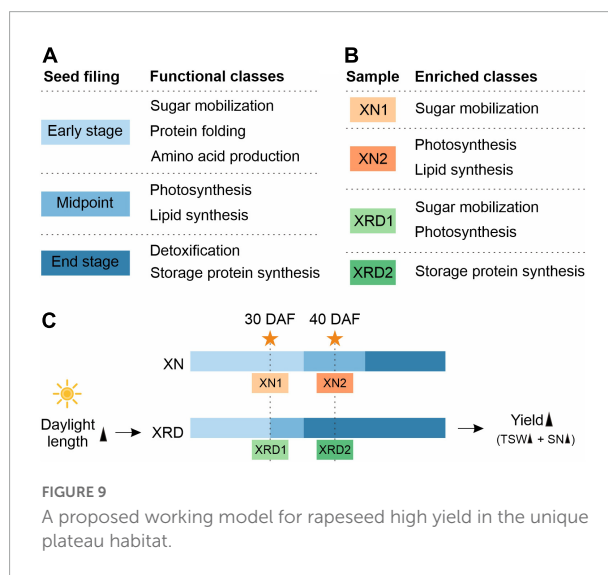 A
Seed filing Functional classes
Sugar mobilization
Early stage Protein folding
Amino acid production
Photosynthesis
Midpoint
Lipid synthesis
Detoxification
End stage
Storage protein synthesis
B
Sample Enriched classes
XN1 Sugar mobilization
Photosynthesis
XN2
Lipid synthesis
Sugar mobilization
XRD1
Photosynthesis
XRD2 Storage protein synthesis
C
30 DAF 40 DAF
XN
XN1 XN2
Daylight
length
XRD
XRD1 XRD2
Yield
(TSW + SN)
FIGURE 9
A proposed working model for rapeseed high yield in the unique
plateau habitat.